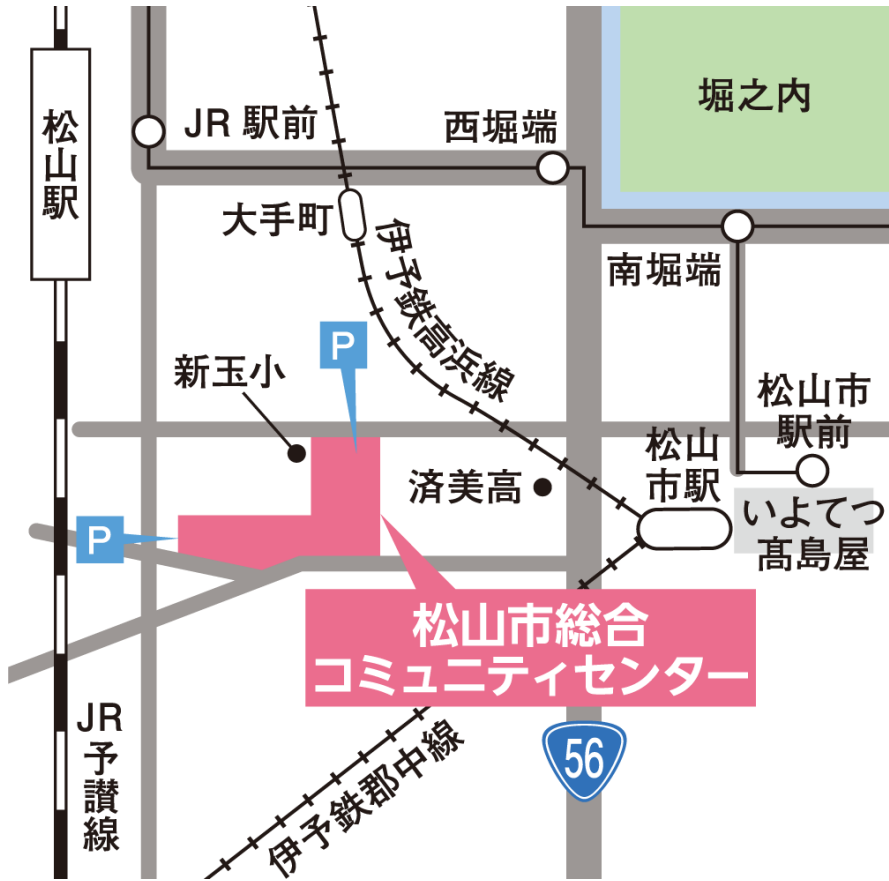 堀之内
JR 駅前
西堀端
松山駅
大手町
伊予鉄高浜線
南堀端
P
新玉小
松山市
駅前
松山
市駅
済美高
いよてつ
髙島屋
P
松山市総合
コミュニティセンター
JR
予讃線
56
伊予鉄郡中線